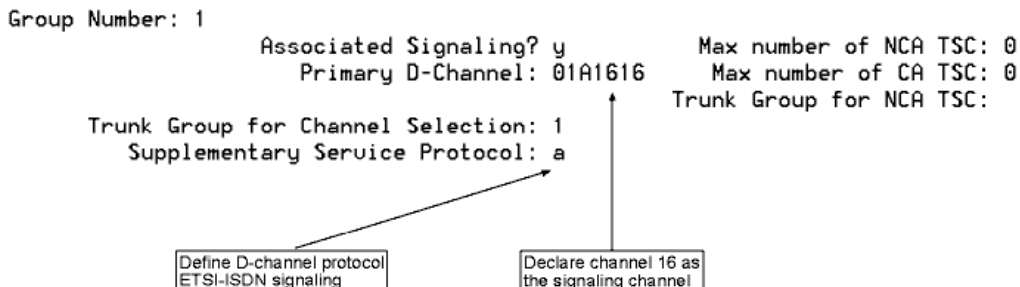 Group Number: 1
Associated Signaling? y Max number of NCA TSC: 0
Primary D-Channel: 01A1616 Max number of CA TSC: 0
Trunk Group for NCA TSC:
Trunk Group for Channel Selection: 1
Supplementary Service Protocol: a
Define D-channel protocol
ETSI-ISDN signaling
Declare channel 16 as
the signaling channel